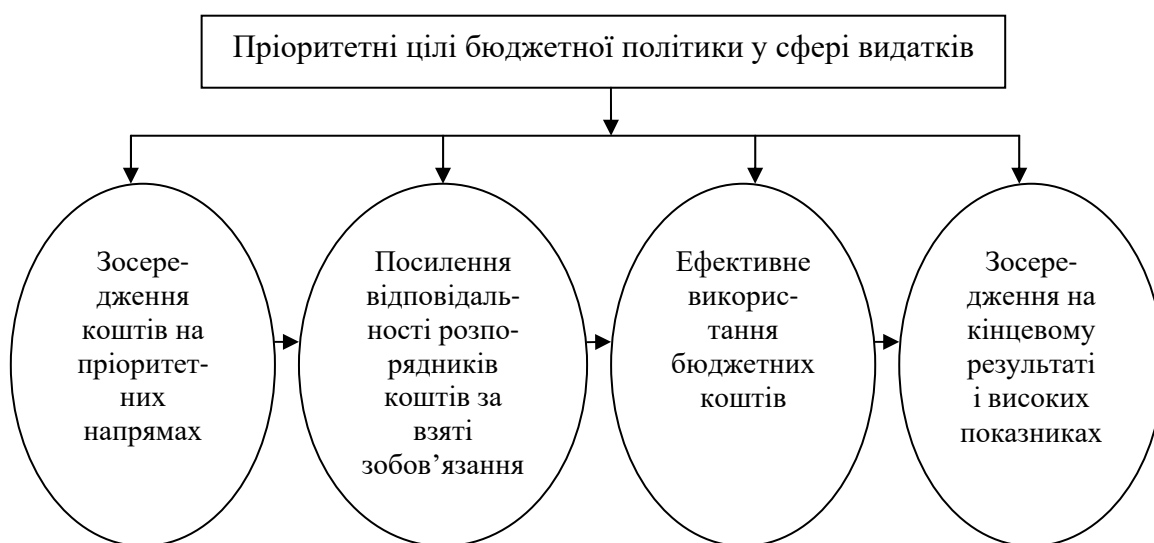 Пріоритетні цілі бюджетної політики у сфері видатків
Зосере-
дження
коштів на
пріоритет-
них
напрямах
Посилення
відповідаль-
ності розпо-
рядників
коштів за
взяті
зобов’язання
Ефективне
викорис-
тання
бюджетних
коштів
Зосере-
дження на
кінцевому
результаті
і високих
показниках